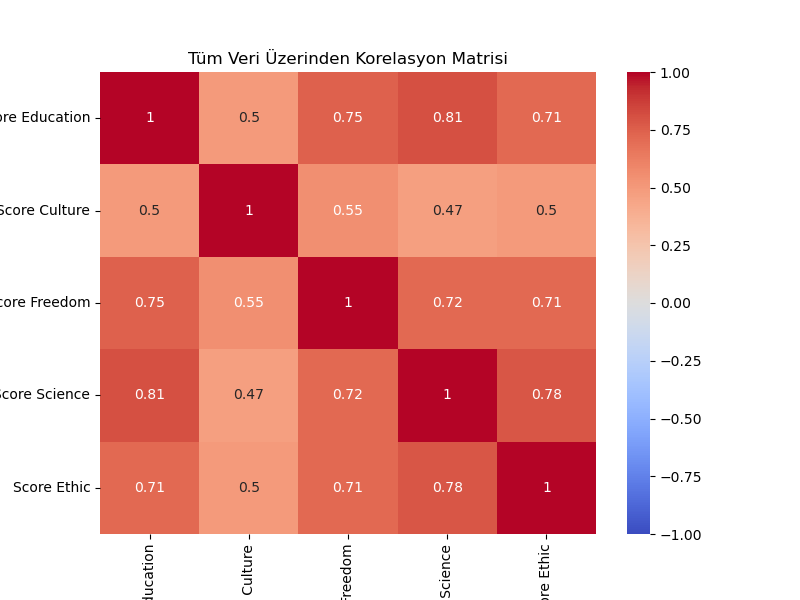 Tüm Veri Üzerinden Korelasyon Matrisi
ore Education 1 0.5 0.75 0.81 0.71
Score Culture 0.5 1 0.55 0.47 0.5
core Freedom 0.75 0.55 1 0.72 0.71
Score Science 0.81 0.47 0.72 1 0.78
Score Ethic 0.71 0.5 0.71 0.78 1
ducation Culture Freedom Science ore Ethic
1.00
0.75
0.50
0.25
0.00
−0.25
−0.50
−0.75
−1.00